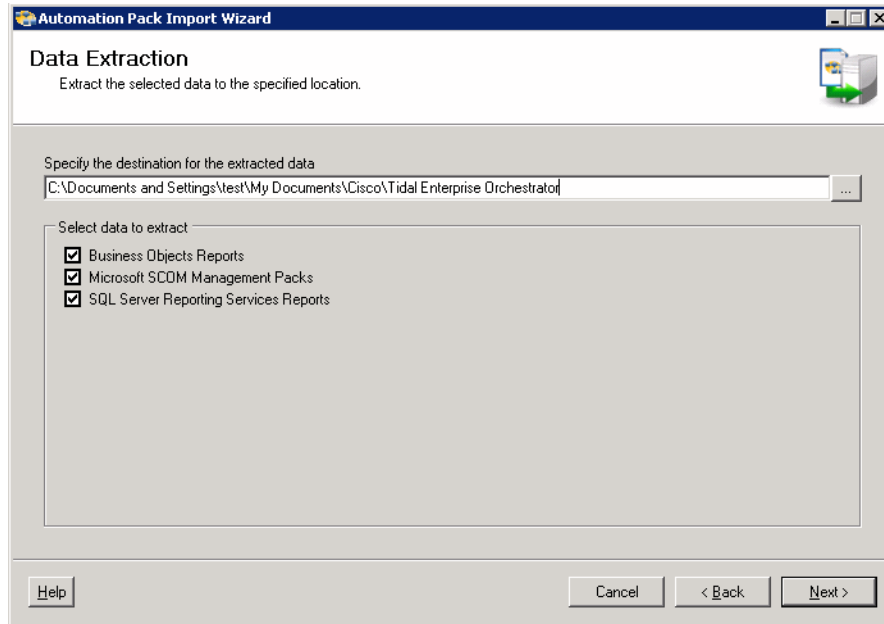 Automation Pack Import Wizard
Data Extraction
Extract the selected data to the specified location.
Specify the destination for the extracted data
C:\Documents and Settings\test\My Documents\Cisco\Tidal Enterprise Orchestrator
...
Select data to extract
Business Objects Reports
Microsoft SCOM Management Packs
SQL Server Reporting Services Reports
Help
Cancel
< Back
Next >